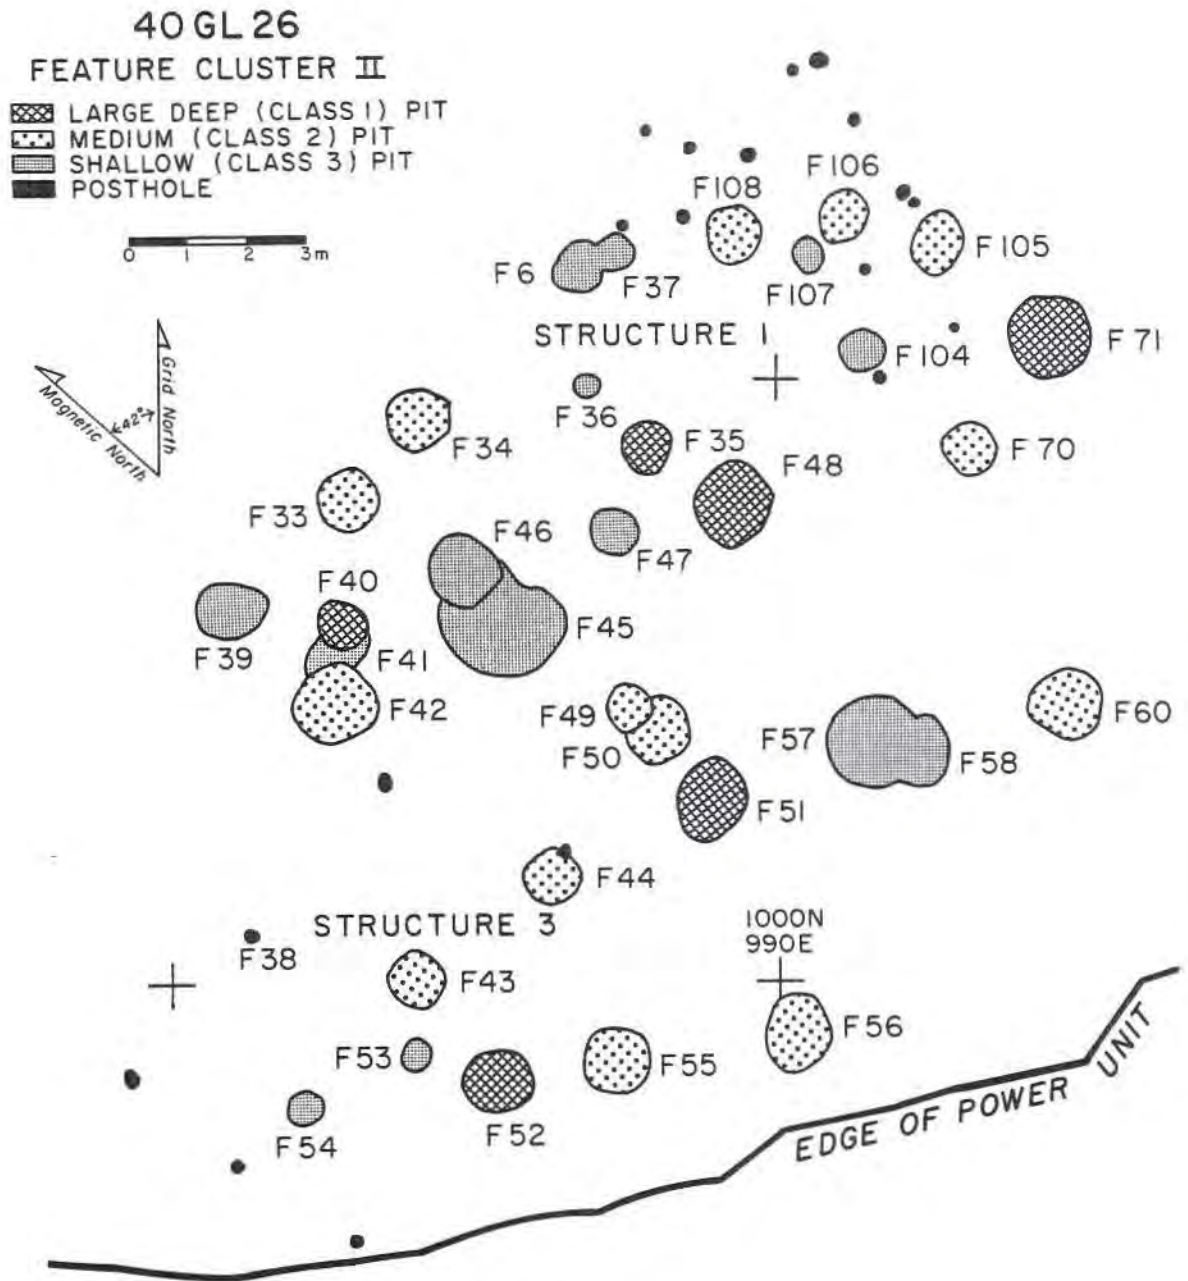 40GL26
FEATURE CLUSTER II
LARGE DEEP (CLASS 1) PIT
MEDIUM (CLASS 2) PIT
SHALLOW (CLASS 3) PIT
POSTHOLE
0 1 2 3m
Grid North
Magnetic North
42°
F108
F106
F6
F37
F107
F105
STRUCTURE 1
F104
F71
F36
F34
F35
F48
F70
F33
F46
F47
F40
F39
F41
F45
F42
F49
F50
F57
F58
F60
F51
F44
STRUCTURE 3
1000N
990E
F38
F43
F56
F53
F55
F54
F52
EDGE OF POWER UNIT